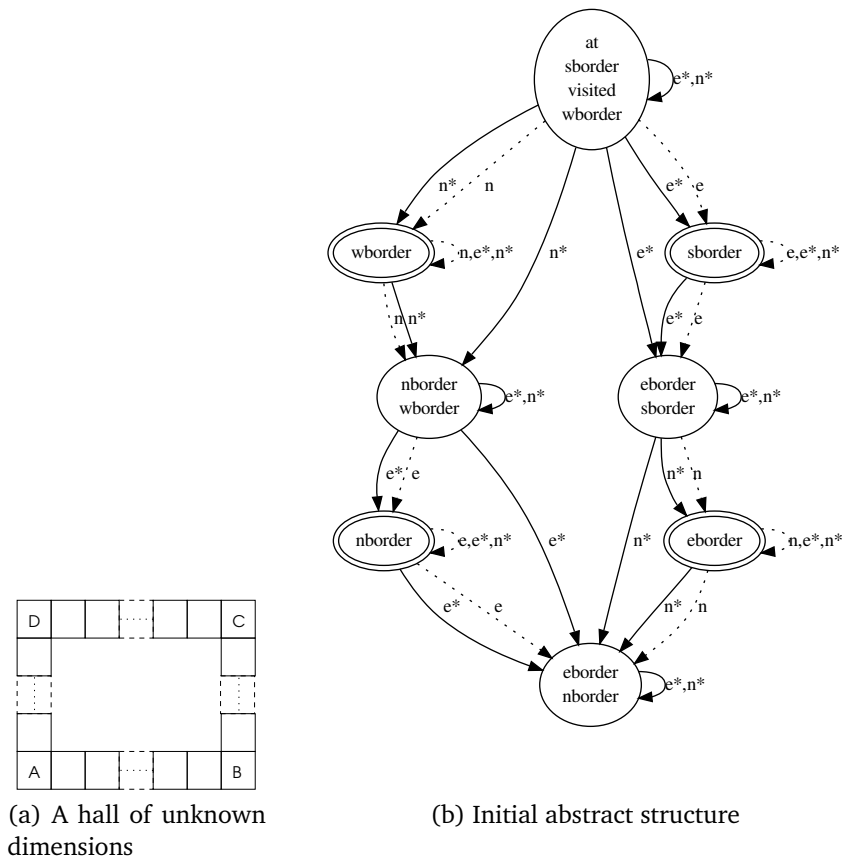 at
sborder
visited
wborder
e*,n*
n*
n
e*
e
wborder
n,e*,n*
n*
e*
sborder
e,e*,n*
n
n*
e*
e
nborder
wborder
e*,n*
eborder
sborder
e*,n*
e*
e
n*
n
nborder
e,e*,n*
e*
n*
eborder
n,e*,n*
e*
e
n*
n
eborder
nborder
e*,n*
D
C
A
B
(a) A hall of unknown
dimensions
(b) Initial abstract structure